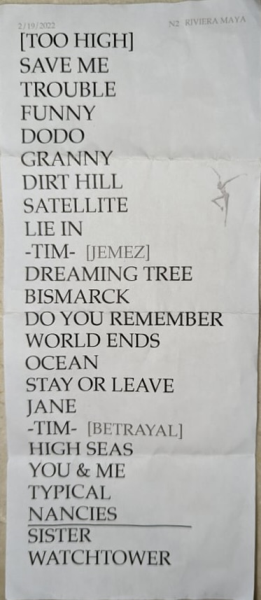 2/19/2022 N2 RIVIERA MAYA
[TOO HIGH]
SAVE ME
TROUBLE
FUNNY
DODO
GRANNY
DIRT HILL
SATELLITE
LIE IN
-TIM- [JEMEZ]
DREAMING TREE
BISMARCK
DO YOU REMEMBER
WORLD ENDS
OCEAN
STAY OR LEAVE
JANE
-TIM- [BETRAYAL]
HIGH SEAS
YOU & ME
TYPICAL
NANCIES
SISTER
WATCHTOWER